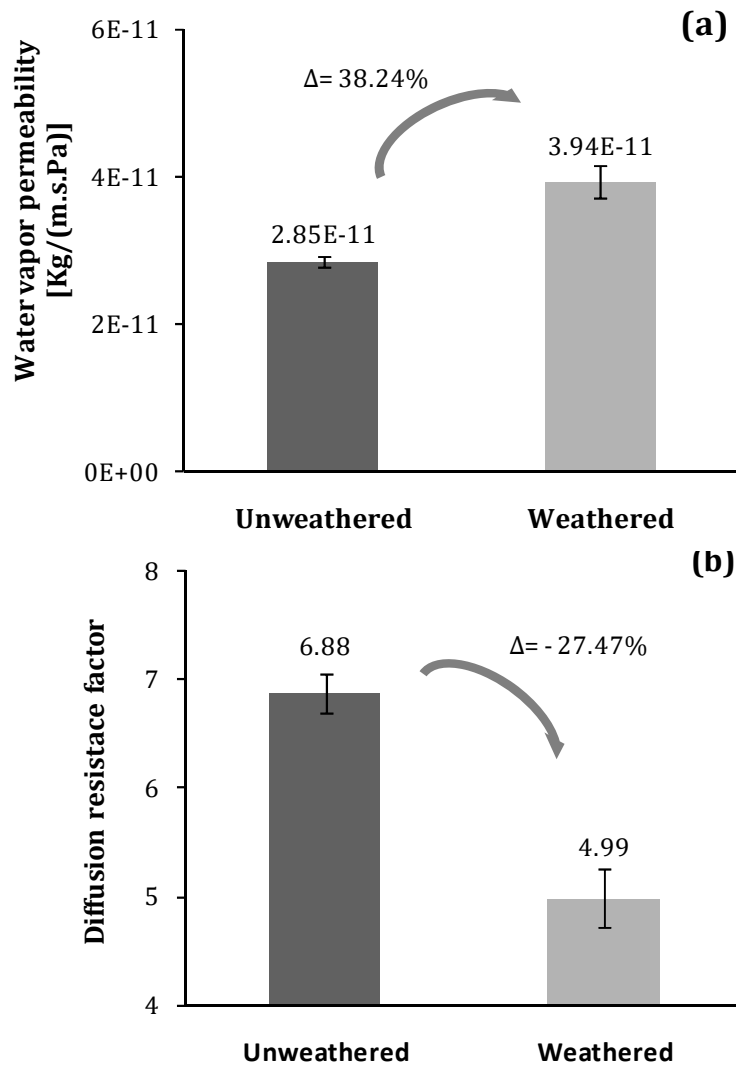 (a)
6E-11
Δ= 38.24%
3.94E-11
4E-11
2.85E-11
2E-11
0E+00
Water vapor permeability
[Kg/(m.s.Pa)]
Unweathered Weathered
(b)
8
Δ= - 27.47%
6.88
7
6
4.99
5
4
Diffusion resistace factor
Unweathered Weathered